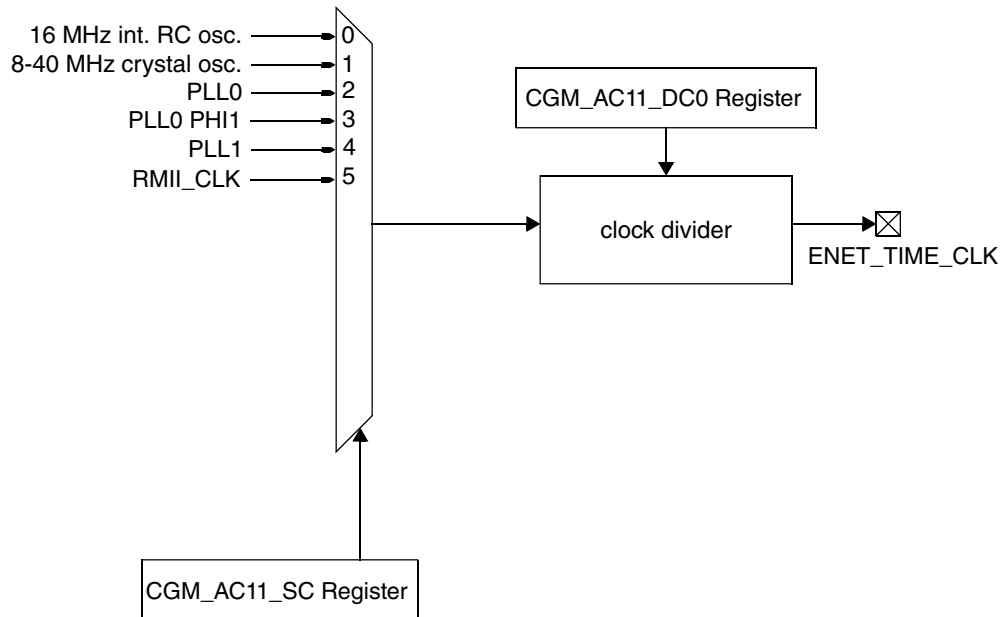 16 MHz int. RC osc. 0
8-40 MHz crystal osc. 1
PLL0 2
PLL0 PHI1 3
PLL1 4
RMII_CLK 5
CGM_AC11_DC0 Register
clock divider
ENET_TIME_CLK
CGM_AC11_SC Register